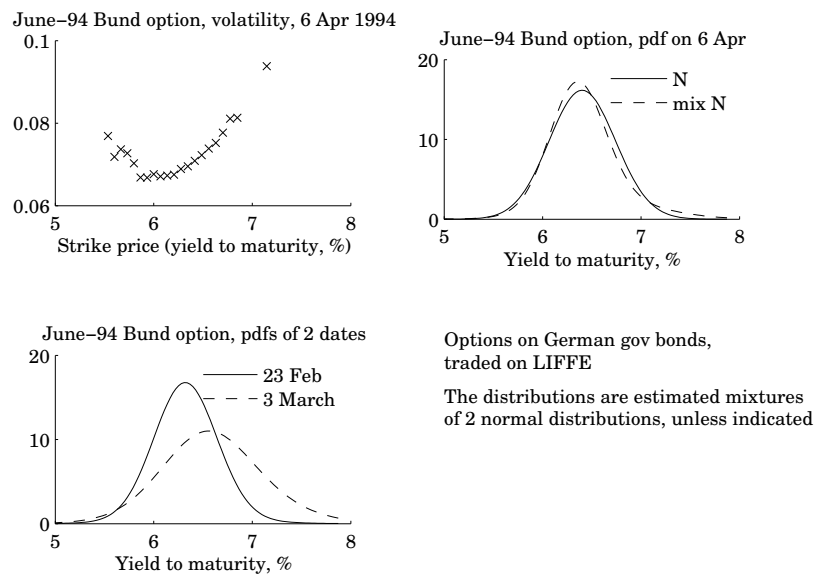 June−94 Bund option, volatility, 6 Apr 1994
0.1
0.08
0.06
5 6 7 8
Strike price (yield to maturity, %)
June−94 Bund option, pdf on 6 Apr
20
10
0
N
mix N
5 6 7 8
Yield to maturity, %
June−94 Bund option, pdfs of 2 dates
20
10
0
23 Feb
3 March
5 6 7 8
Yield to maturity, %
Options on German gov bonds,
traded on LIFFE
The distributions are estimated mixtures
of 2 normal distributions, unless indicated